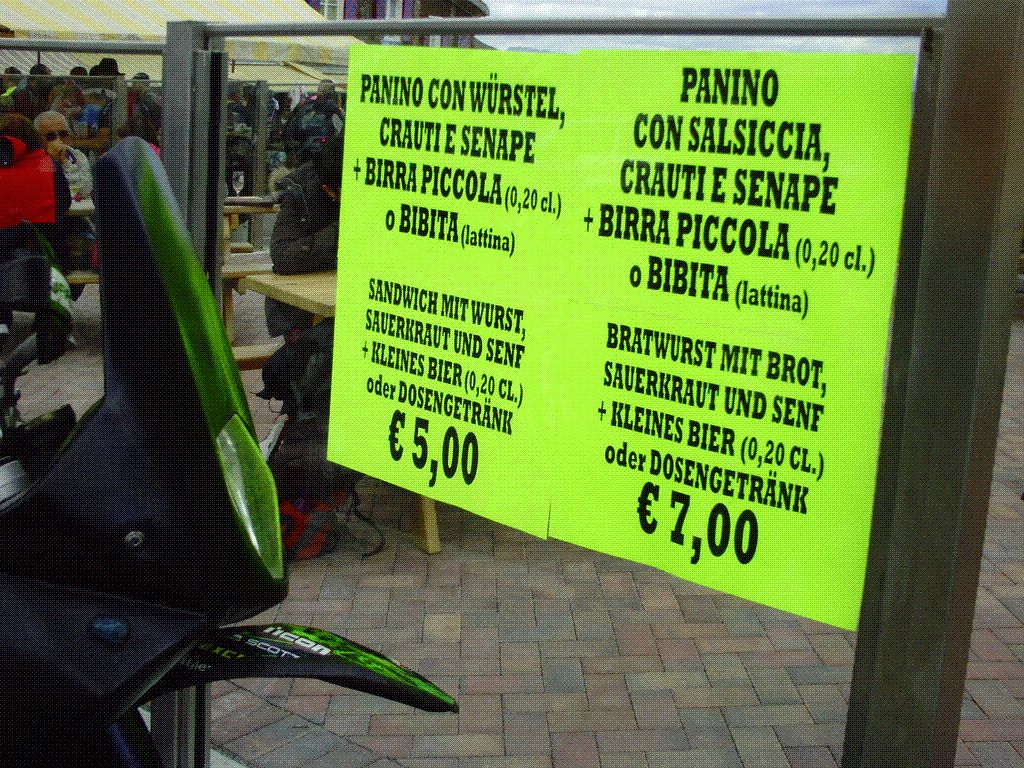 PANINO CON WÜRSTEL,
CRAUTI E SENAPE
+ BIRRA PICCOLA (0,20 cl.)
o BIBITA (lattina)
SANDWICH MIT WURST,
SAUERKRAUT UND SENF
+ KLEINES BIER (0,20 CL.)
oder DOSENGETRÄNK
€ 5,00
PANINO
CON SALSICCIA,
CRAUTI E SENAPE
+ BIRRA PICCOLA (0,20 cl.)
o BIBITA (lattina)
BRATWURST MIT BROT,
SAUERKRAUT UND SENF
+ KLEINES BIER (0,20 CL.)
oder DOSENGETRÄNK
€ 7,00
icon
SCOTT